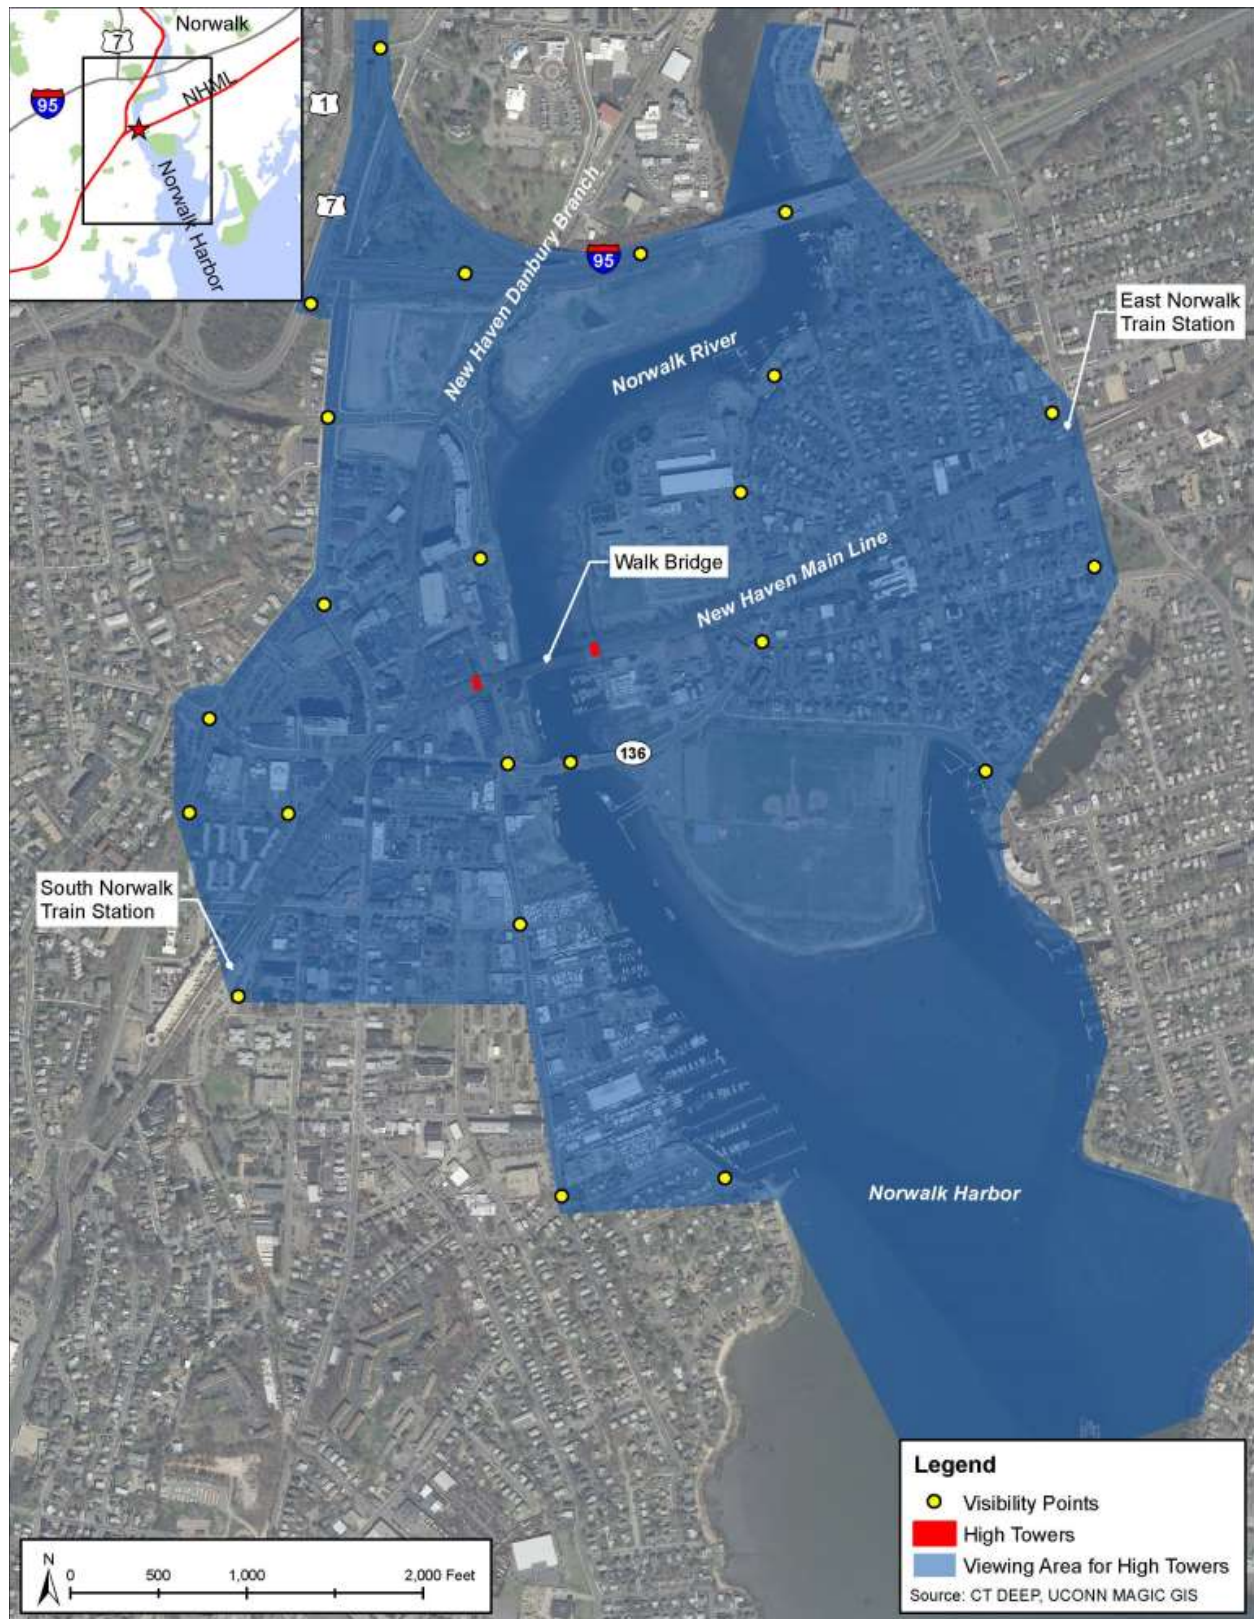 Norwalk
7
NHML
95
Norwalk Harbor
1
7
New Haven Danbury Branch
95
East Norwalk
Train Station
Norwalk River
Walk Bridge
New Haven Main Line
136
South Norwalk
Train Station
Norwalk Harbor
Legend
Visibility Points
High Towers
Viewing Area for High Towers
Source: CT DEEP, UCONN MAGIC GIS
N
0 500 1,000 2,000 Feet